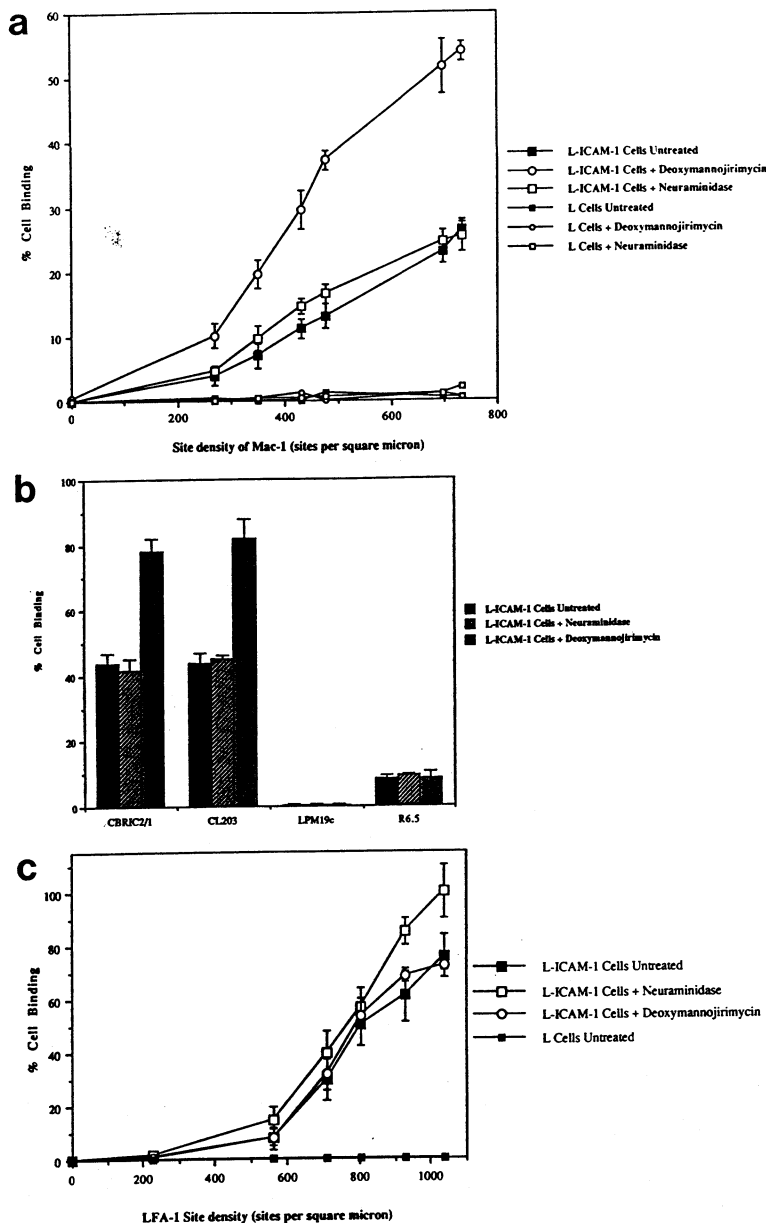 a
60
50
40
30
20
10
0
% Cell Binding
0 200 400 600 800
Site density of Mac-1 (sites per square micron)
L-ICAM-1 Cells Untreated
L-ICAM-1 Cells + Deoxymannojirimycin
L-ICAM-1 Cells + Neuraminidase
L Cells Untreated
L Cells + Deoxymannojirimycin
L Cells + Neuraminidase
b
100
80
60
40
20
0
% Cell Binding
CBRIC2/1 CL203 LPM19c R6.5
L-ICAM-1 Cells Untreated
L-ICAM-1 Cells + Neuraminidase
L-ICAM-1 Cells + Deoxymannojirimycin
c
100
80
60
40
20
0
% Cell Binding
0 200 400 600 800 1000
LFA-1 Site density (sites per square micron)
L-ICAM-1 Cells Untreated
L-ICAM-1 Cells + Neuraminidase
L-ICAM-1 Cells + Deoxymannojirimycin
L Cells Untreated